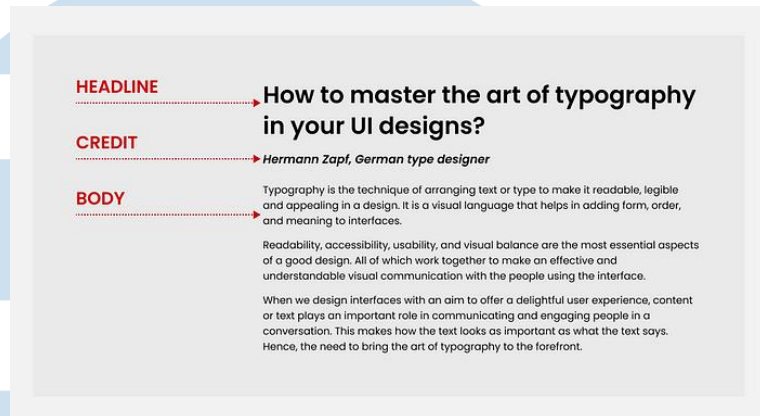 HEADLINE
How to master the art of typography
in your UI designs?
CREDIT
Hermann Zapf, German type designer
BODY
Typography is the technique of arranging text or type to make it readable, legible
and appealing in a design. It is a visual language that helps in adding form, order,
and meaning to interfaces.
Readability, accessibility, usability, and visual balance are the most essential aspects
of a good design. All of which work together to make an effective and
understandable visual communication with the people using the interface.
When we design interfaces with an aim to offer a delightful user experience, content
or text plays an important role in communicating and engaging people in a
conversation. This makes how the text looks as important as what the text says.
Hence, the need to bring the art of typography to the forefront.